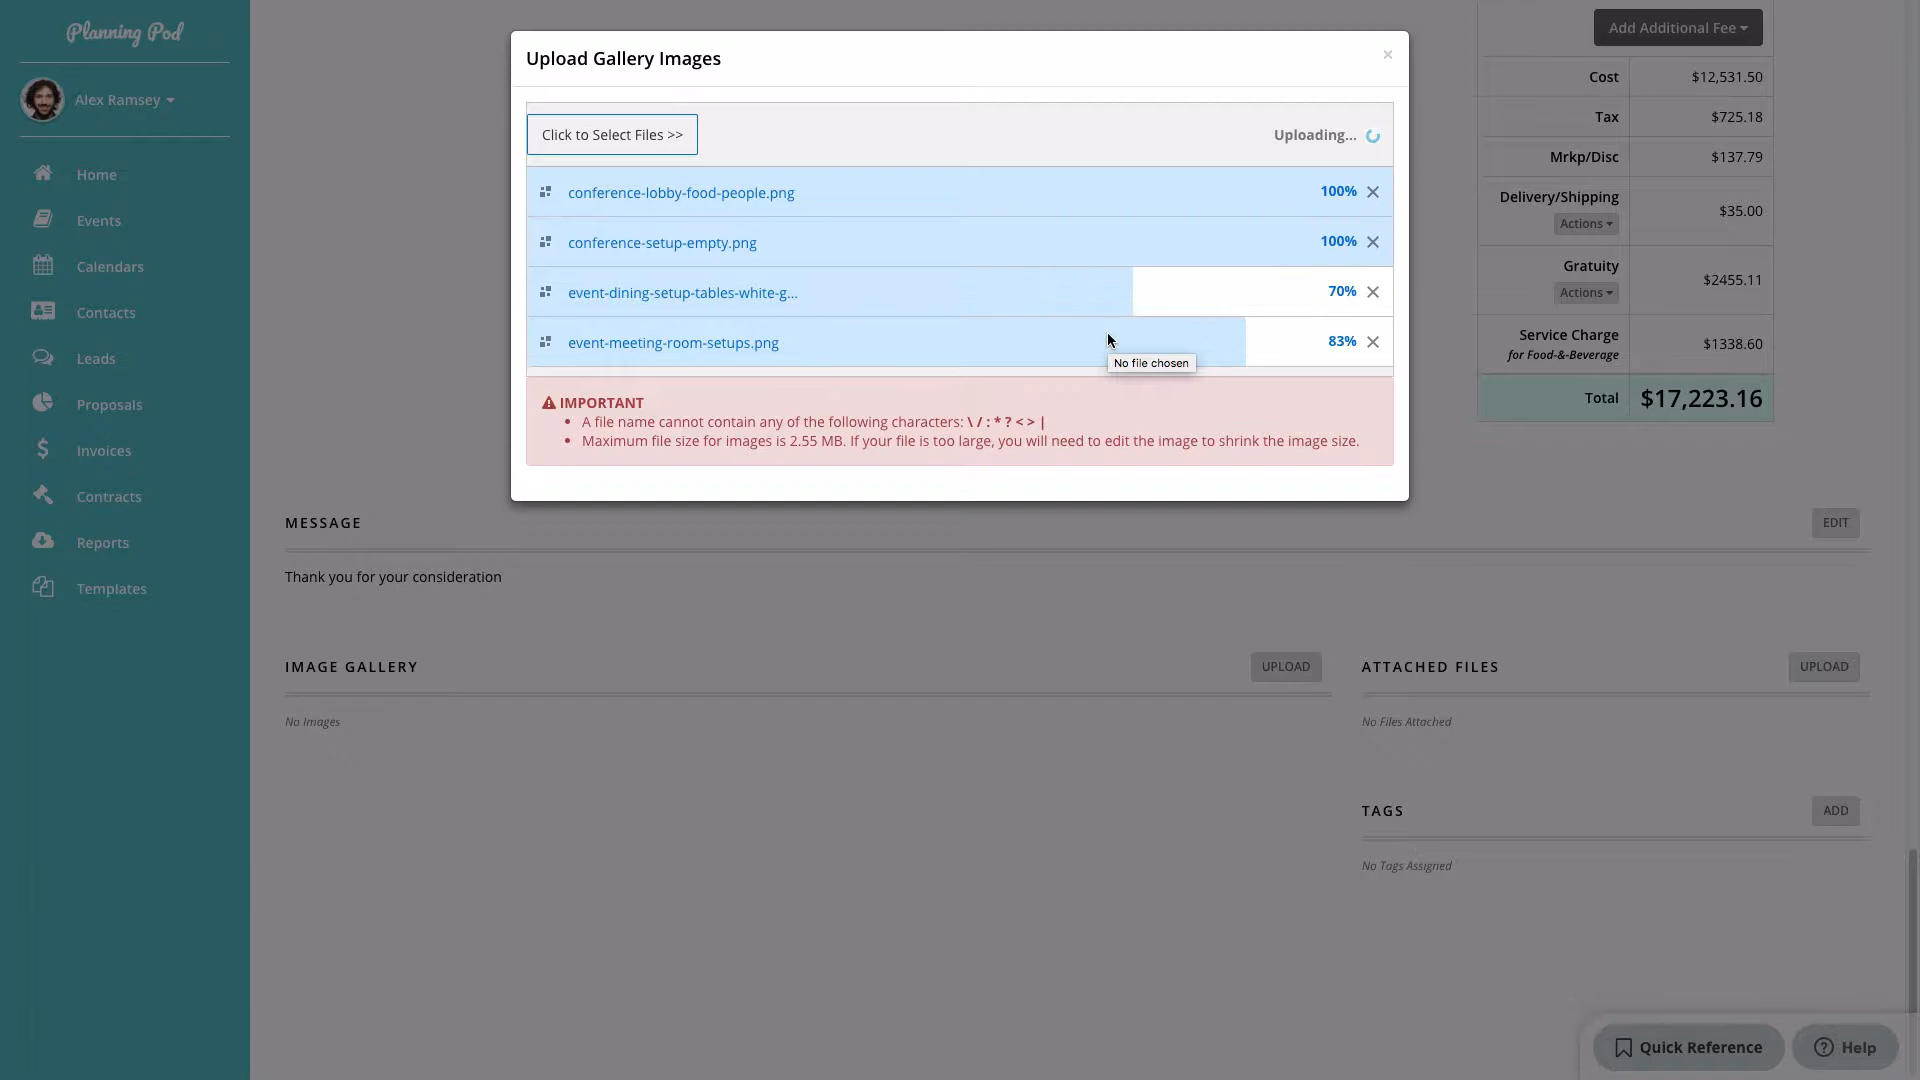 Planning Pod
Alex Ramsey
Home
Events
Calendars
Contacts
Leads
Proposals
Invoices
Contracts
Reports
Templates
Upload Gallery Images
×
Click to Select Files >>
Uploading...
conference-lobby-food-people.png 100%
conference-setup-empty.png 100%
event-dining-setup-tables-white-g... 70%
event-meeting-room-setups.png 83%
No file chosen
IMPORTANT
• A file name cannot contain any of the following characters: \ / : * ? < > |
• Maximum file size for images is 2.55 MB. If your file is too large, you will need to edit the image to shrink the image size.
Add Additional Fee
Cost $12,531.50
Tax $725.18
Mrkp/Disc $137.79
Delivery/Shipping $35.00
Actions
Gratuity $2455.11
Actions
Service Charge $1338.60
for Food-&-Beverage
Total $17,223.16
MESSAGE EDIT
Thank you for your consideration
IMAGE GALLERY UPLOAD
No Images
ATTACHED FILES UPLOAD
No Files Attached
TAGS ADD
No Tags Assigned
Quick Reference
? Help